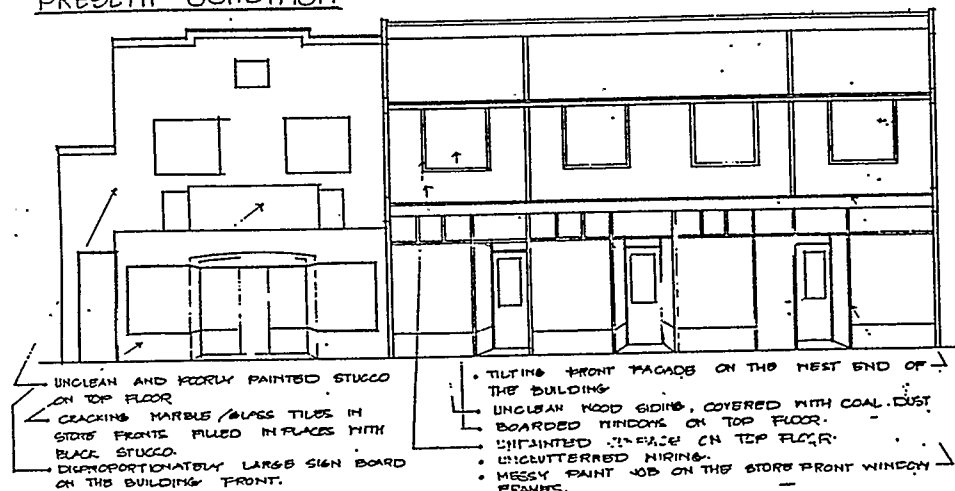 PRESENT CONDITION
• UNCLEAN AND POORLY PAINTED STUCCO
ON TOP FLOOR
CRACKING MARBLE/GLASS TILES IN
STORE FRONTS FILLED IN PLACES WITH
BLACK STUCCO.
• DISPROPORTIONATELY LARGE SIGN BOARD
ON THE BUILDING FRONT.
• TILTING FRONT FACADE ON THE WEST END OF
THE BUILDING
• UNCLEAN WOOD SIDING, COVERED WITH COAL DUST
• BOARDED WINDOWS ON TOP FLOOR.
• UNPAINTED SURFACE ON TOP FLOOR.
• UNCLUTTERRED WIRING.
• MESSY PAINT JOB ON THE STORE FRONT WINDOW
FRAMES.